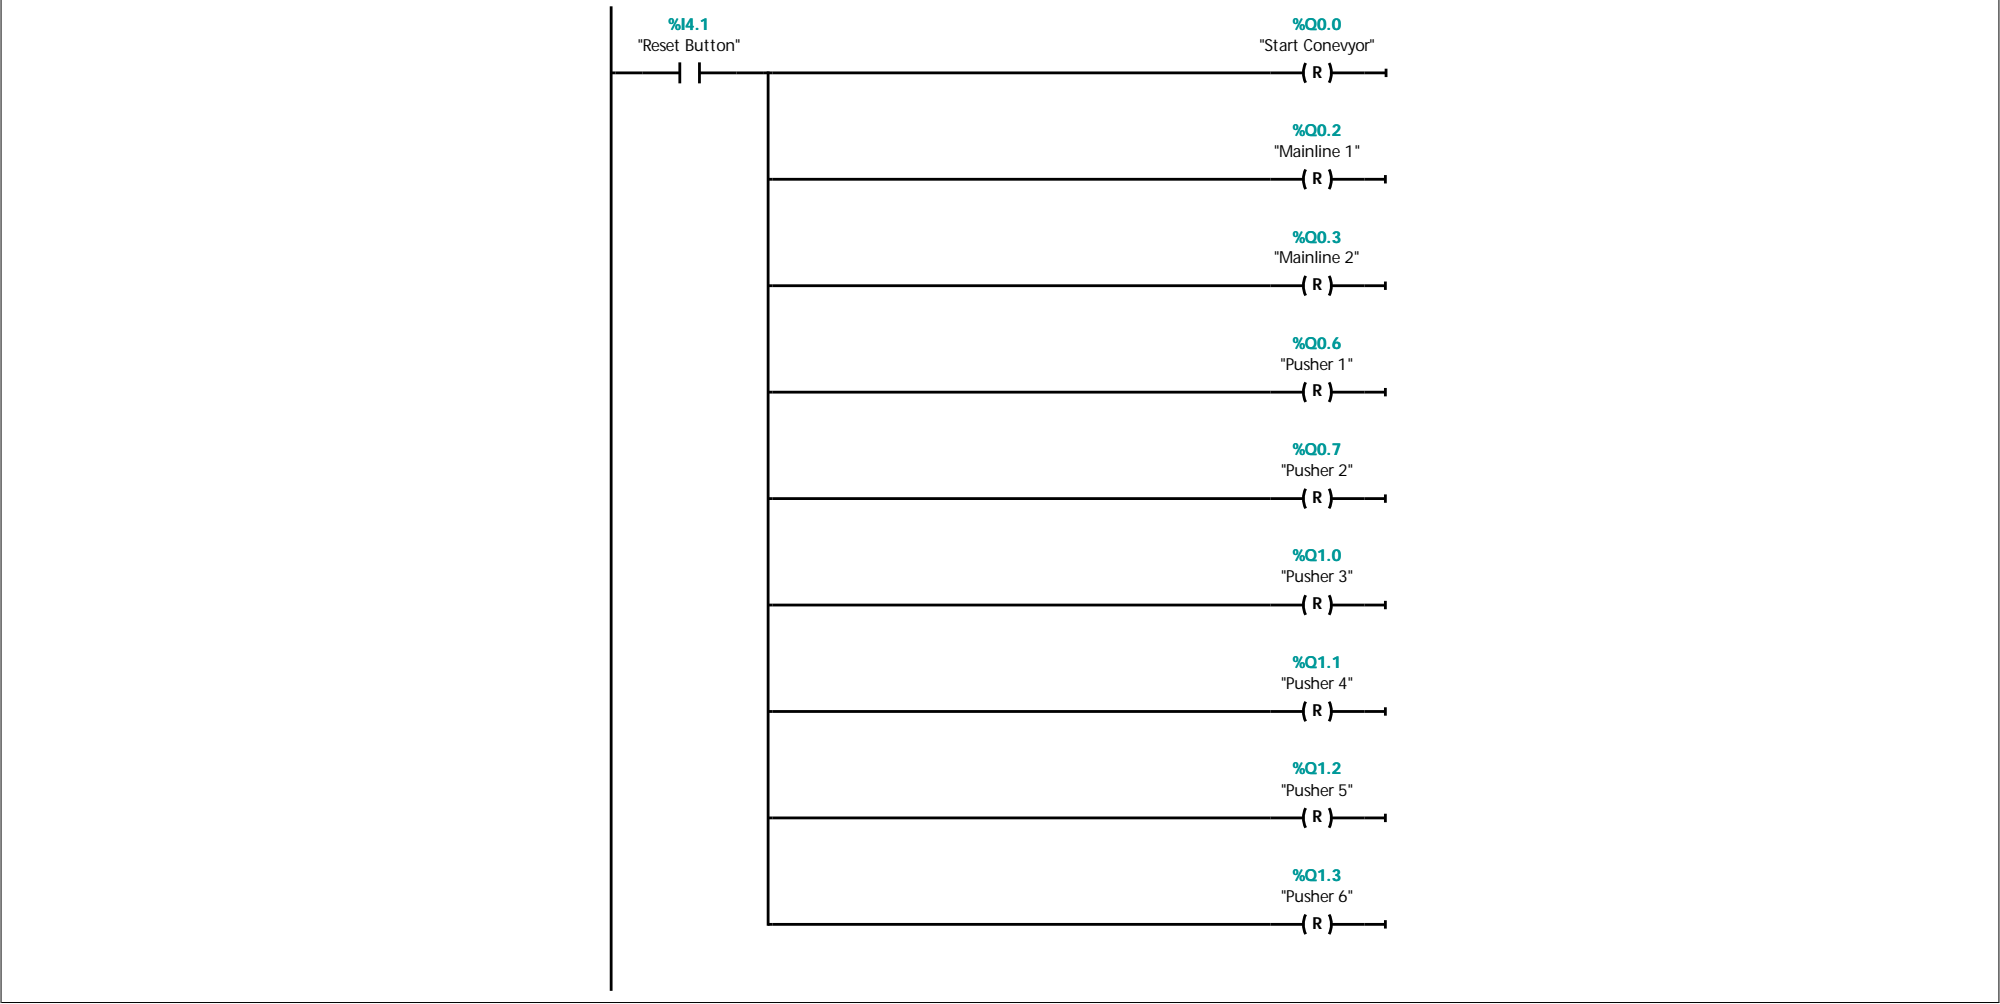 %I4.1
"Reset Button"
%Q0.0
"Start Conevyor"
R
%Q0.2
"Mainline 1"
R
%Q0.3
"Mainline 2"
R
%Q0.6
"Pusher 1"
R
%Q0.7
"Pusher 2"
R
%Q1.0
"Pusher 3"
R
%Q1.1
"Pusher 4"
R
%Q1.2
"Pusher 5"
R
%Q1.3
"Pusher 6"
R